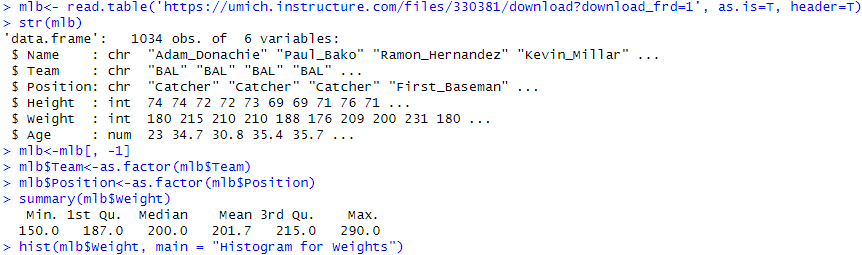 > mlb<- read.table('https://umich.instructure.com/files/330381/download?download_frd=1', as.is=T, header=T)
> str(mlb)
'data.frame':   1034 obs. of  6 variables:
 $ Name    : chr  "Adam_Donachie" "Paul_Bako" "Ramon_Hernandez" "Kevin_Millar" ...
 $ Team    : chr  "BAL" "BAL" "BAL" "BAL" ...
 $ Position: chr  "Catcher" "Catcher" "Catcher" "First_Baseman" ...
 $ Height  : int  74 74 72 72 73 69 69 71 76 71 ...
 $ Weight  : int  180 215 210 210 188 176 209 200 231 180 ...
 $ Age     : num  23 34.7 30.8 35.4 35.7 ...
> mlb<-mlb[, -1]
> mlb$Team<-as.factor(mlb$Team)
> mlb$Position<-as.factor(mlb$Position)
> summary(mlb$Weight)
   Min. 1st Qu.  Median    Mean 3rd Qu.    Max.
  150.0   187.0   200.0   201.7   215.0   290.0
> hist(mlb$Weight, main = "Histogram for Weights")